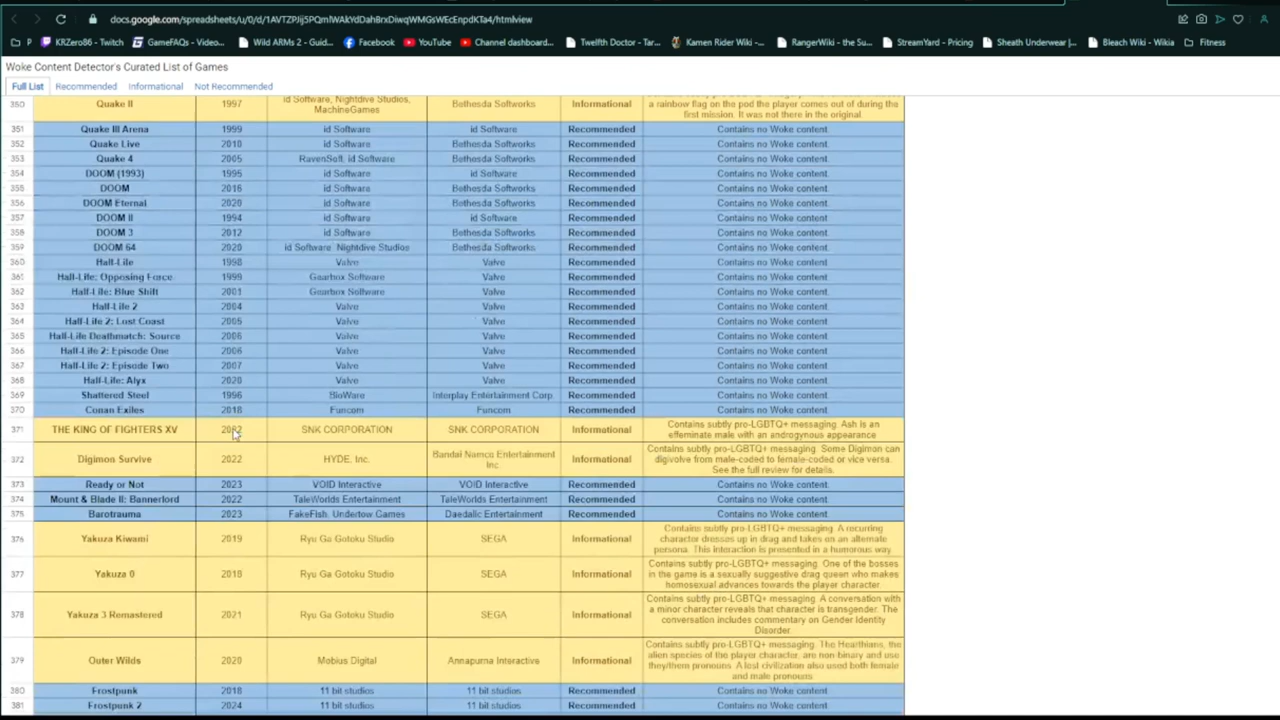 docs.google.com/spreadsheets/u/0/d/1AVTZPJij5PQmlWAkYdDahBrxDiwqWMGsWEcEnpdKTa4/htmlview
P KRZero86 - Twitch GameFAQs - Video... Wild ARMs 2 - Guid... Facebook YouTube Channel dashboard... Twelfth Doctor - Tar... Kamen Rider Wiki -... RangerWiki - the Su... StreamYard - Pricing Sheath Underwear |... Bleach Wiki - Wikia Fitness
Woke Content Detector's Curated List of Games
Full List Recommended Informational Not Recommended
350 Quake II 1997 id Software, Nightdive Studios, MachineGames Bethesda Softworks Informational
a rainbow flag on the pod the player comes out of during the
first mission. It was not there in the original.
351 Quake III Arena 1999 id Software id Software Recommended Contains no Woke content.
352 Quake Live 2010 id Software Bethesda Softworks Recommended Contains no Woke content.
353 Quake 4 2005 RavenSoft, id Software Bethesda Softworks Recommended Contains no Woke content.
354 DOOM (1993) 1995 id Software id Software Recommended Contains no Woke content.
355 DOOM 2016 id Software Bethesda Softworks Recommended Contains no Woke content.
356 DOOM Eternal 2020 id Software Bethesda Softworks Recommended Contains no Woke content.
357 DOOM II 1994 id Software id Software Recommended Contains no Woke content.
358 DOOM 3 2012 id Software Bethesda Softworks Recommended Contains no Woke content.
359 DOOM 64 2020 id Software, Nightdive Studios Bethesda Softworks Recommended Contains no Woke content.
360 Half-Life 1998 Valve Valve Recommended Contains no Woke content.
361 Half-Life: Opposing Force 1999 Gearbox Software Valve Recommended Contains no Woke content.
362 Half-Life: Blue Shift 2001 Gearbox Software Valve Recommended Contains no Woke content.
363 Half-Life 2 2004 Valve Valve Recommended Contains no Woke content.
364 Half-Life 2: Lost Coast 2005 Valve Valve Recommended Contains no Woke content.
365 Half-Life Deathmatch: Source 2006 Valve Valve Recommended Contains no Woke content.
366 Half-Life 2: Episode One 2006 Valve Valve Recommended Contains no Woke content.
367 Half-Life 2: Episode Two 2007 Valve Valve Recommended Contains no Woke content.
368 Half-Life: Alyx 2020 Valve Valve Recommended Contains no Woke content.
369 Shattered Steel 1996 BioWare Interplay Entertainment Corp Recommended Contains no Woke content.
370 Conan Exiles 2018 Funcom Funcom Recommended Contains no Woke content.
371 THE KING OF FIGHTERS XV 2022 SNK CORPORATION SNK CORPORATION Informational Contains subtly pro-LGBTQ+ messaging. Ash is an
effeminate male with an androgynous appearance
372 Digimon Survive 2022 HYDE, Inc. Bandai Namco Entertainment Inc. Informational Contains subtly pro-LGBTQ+ messaging. Some Digimon can
digivolve from male-coded to female-coded or vice versa.
See the full review for details.
373 Ready or Not 2023 VOID Interactive VOID Interactive Recommended Contains no Woke content.
374 Mount & Blade II: Bannerlord 2022 TaleWorlds Entertainment TaleWorlds Entertainment Recommended Contains no Woke content.
375 Barotrauma 2023 FakeFish, Undertow Games Daedalic Entertainment Recommended Contains no Woke content.
376 Yakuza Kiwami 2019 Ryu Ga Gotoku Studio SEGA Informational Contains subtly pro-LGBTQ+ messaging. A recurring
character dresses up in drag and takes on an alternate
persona. This interaction is presented in a humorous way
377 Yakuza 0 2018 Ryu Ga Gotoku Studio SEGA Informational Contains subtly pro-LGBTQ+ messaging. One of the bosses
in the game is a sexually suggestive drag queen who makes
homosexual advances towards the player character
378 Yakuza 3 Remastered 2021 Ryu Ga Gotoku Studio SEGA Informational Contains subtly pro-LGBTQ+ messaging. A conversation with
a minor character reveals that character is transgender. The
conversation includes commentary on Gender Identity
Disorder
379 Outer Wilds 2020 Mobius Digital Annapurna Interactive Informational Contains subtly pro-LGBTQ+ messaging. The Hearthians, the
alien species of the player character, are non-binary and use
they/them pronouns. A lost civilization also used both female
and male pronouns
380 Frostpunk 2018 11 bit studios 11 bit studios Recommended Contains no Woke content.
381 Frostpunk 2 2024 11 bit studios 11 bit studios Recommended Contains no Woke content.